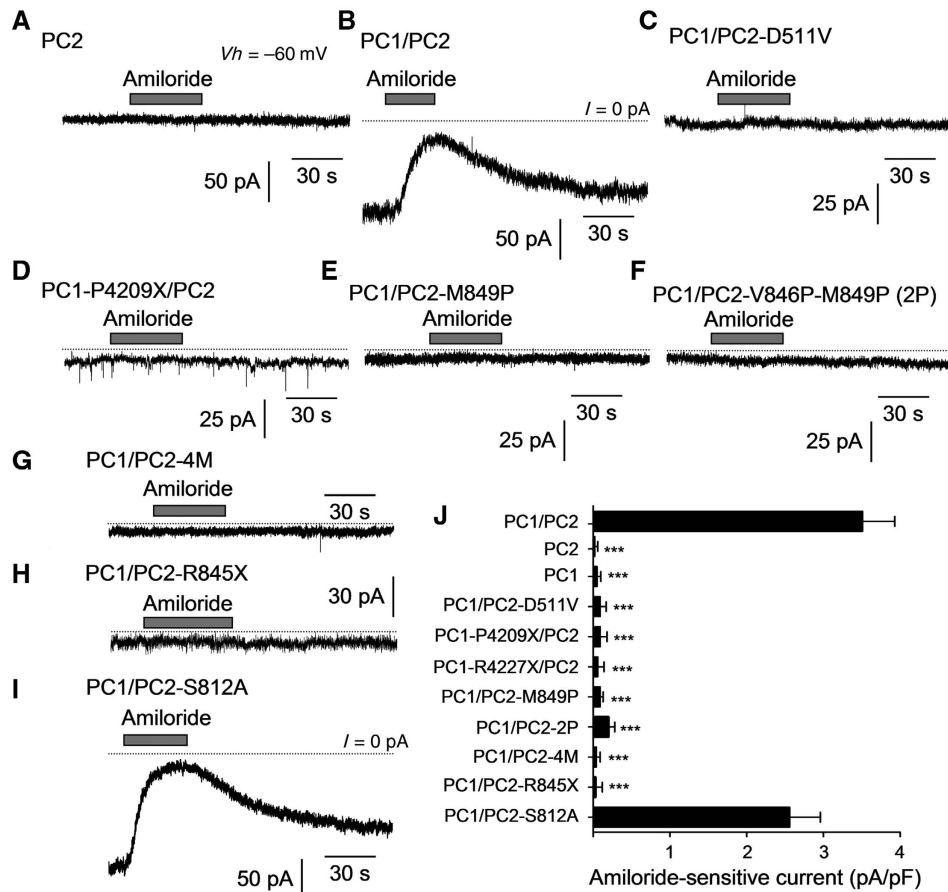 A
PC2
Vh = –60 mV
Amiloride
50 pA
30 s
B
PC1/PC2
Amiloride
I = 0 pA
50 pA
30 s
C
PC1/PC2-D511V
Amiloride
30 s
25 pA
D
PC1-P4209X/PC2
Amiloride
25 pA
30 s
E
PC1/PC2-M849P
Amiloride
30 s
25 pA
F
PC1/PC2-V846P-M849P (2P)
Amiloride
30 s
25 pA
G
PC1/PC2-4M
Amiloride
30 s
H
PC1/PC2-R845X
Amiloride
30 pA
I
PC1/PC2-S812A
Amiloride
I = 0 pA
50 pA
30 s
J
PC1/PC2
PC2 ***
PC1 ***
PC1/PC2-D511V ***
PC1-P4209X/PC2 ***
PC1-R4227X/PC2 ***
PC1/PC2-M849P ***
PC1/PC2-2P ***
PC1/PC2-4M ***
PC1/PC2-R845X ***
PC1/PC2-S812A
1 2 3 4
Amiloride-sensitive current (pA/pF)